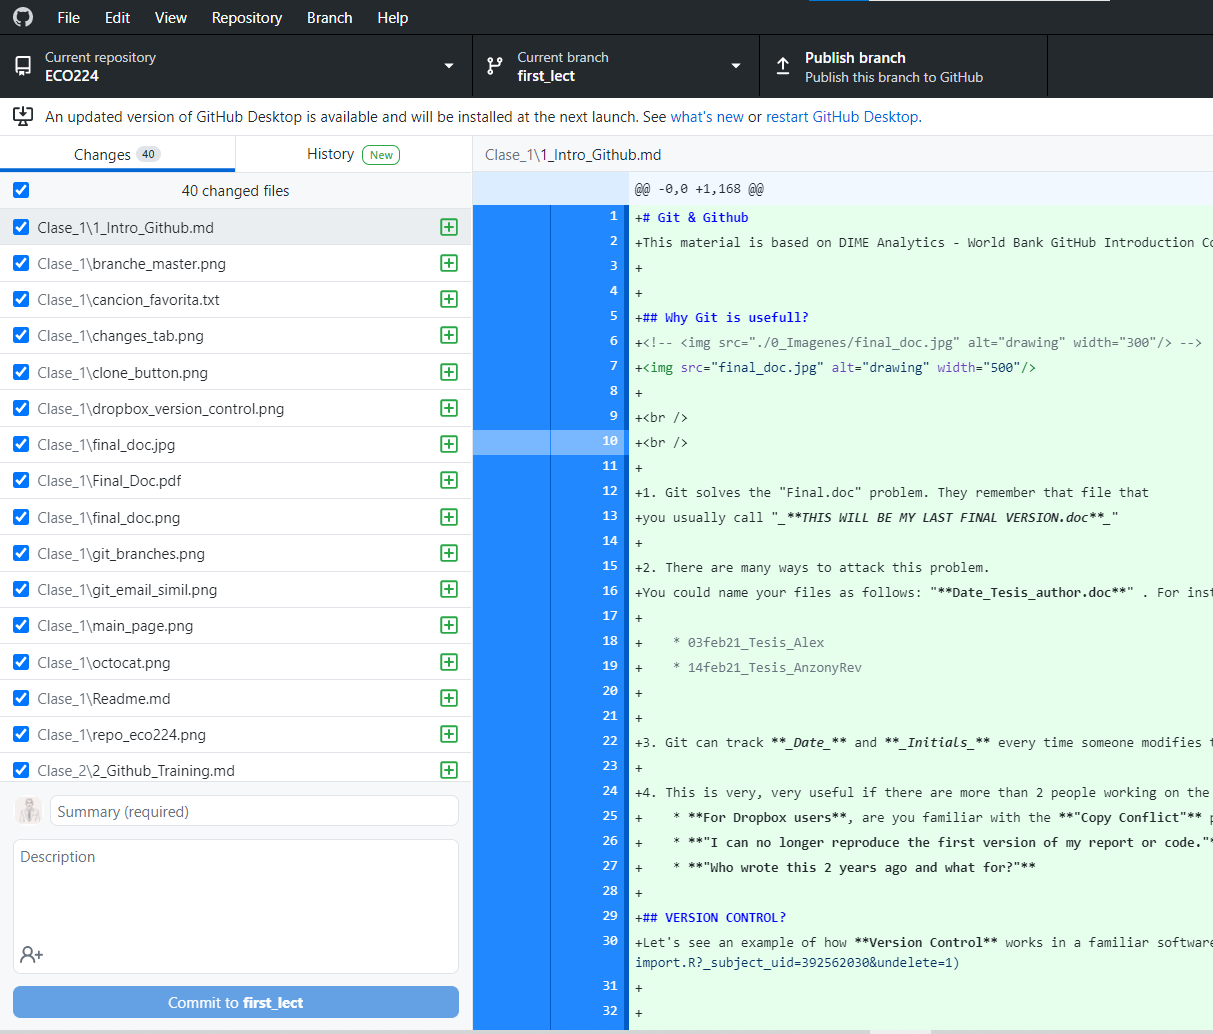 File Edit View Repository Branch Help
Current repository
ECO224
Current branch
first_lect
Publish branch
Publish this branch to GitHub
An updated version of GitHub Desktop is available and will be installed at the next launch. See what's new or restart GitHub Desktop.
Changes 40
History New
40 changed files
Clase_1\1_Intro_Github.md
Clase_1\branche_master.png
Clase_1\cancion_favorita.txt
Clase_1\changes_tab.png
Clase_1\clone_button.png
Clase_1\dropbox_version_control.png
Clase_1\final_doc.jpg
Clase_1\Final_Doc.pdf
Clase_1\final_doc.png
Clase_1\git_branches.png
Clase_1\git_email_simil.png
Clase_1\main_page.png
Clase_1\octocat.png
Clase_1\Readme.md
Clase_1\repo_eco224.png
Clase_2\2_Github_Training.md
Summary (required)
Description
Commit to first_lect
Clase_1\1_Intro_Github.md
@@ -0,0 +1,168 @@
1 +# Git & Github
2 +This material is based on DIME Analytics - World Bank GitHub Introduction Co
3 +
4 +
5 +## Why Git is usefull?
6 +<!-- <img src="./0_Imagenes/final_doc.jpg" alt="drawing" width="300"/> -->
7 +<img src="final_doc.jpg" alt="drawing" width="500"/>
8 +
9 +<br />
10 +<br />
11 +
12 +1. Git solves the "Final.doc" problem. They remember that file that
13 +you usually call "_**THIS WILL BE MY LAST FINAL VERSION.doc**_"
14 +
15 +2. There are many ways to attack this problem.
16 +You could name your files as follows: "**Date_Tesis_author.doc**" . For inst
17 +
18 +    * 03feb21_Tesis_Alex
19 +    * 14feb21_Tesis_AnzonyRev
20 +
21 +
22 +3. Git can track **_Date_** and **_Initials_** every time someone modifies t
23 +
24 +4. This is very, very useful if there are more than 2 people working on the
25 +    * **For Dropbox users**, are you familiar with the **"Copy Conflict"** p
26 +    * **"I can no longer reproduce the first version of my report or code."*
27 +    * **"Who wrote this 2 years ago and what for?"**
28 +
29 +## VERSION CONTROL?
30 +Let's see an example of how **Version Control** works in a familiar software
import.R?_subject_uid=392562030&undelete=1)
31 +
32 +